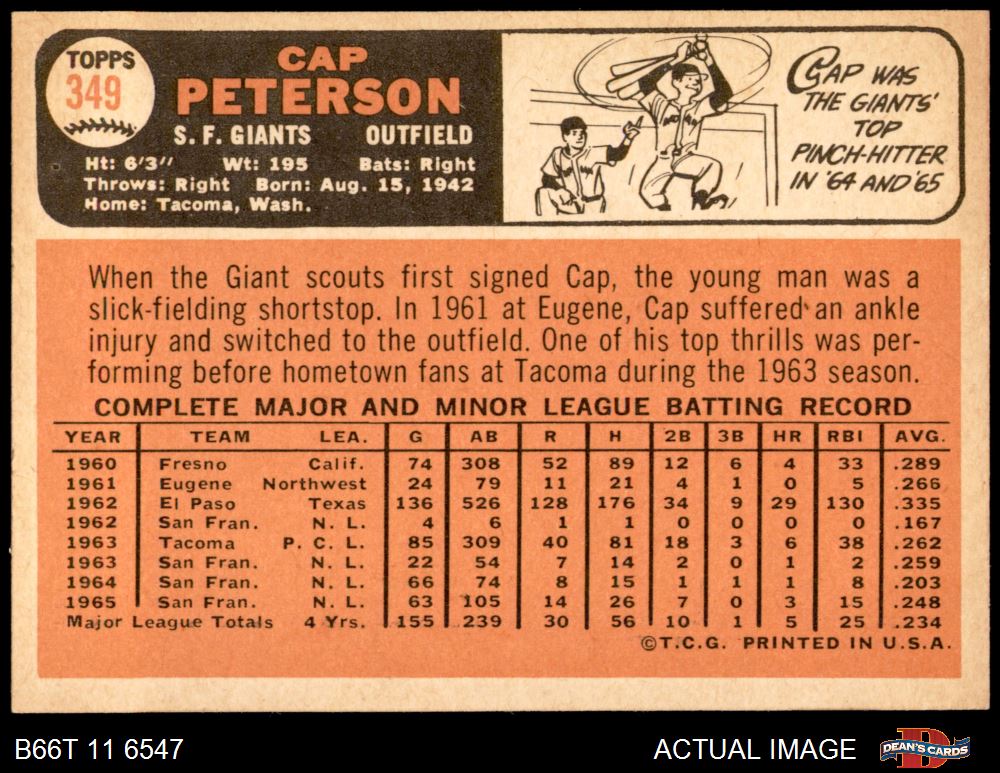 TOPPS
349
CAP
PETERSON
S. F. GIANTS OUTFIELD
Ht: 6'3" Wt: 195 Bats: Right
Throws: Right Born: Aug. 15, 1942
Home: Tacoma, Wash.
CAP WAS
THE GIANTS'
TOP
PINCH-HITTER
IN '64 AND '65
When the Giant scouts first signed Cap, the young man was a
slick-fielding shortstop. In 1961 at Eugene, Cap suffered an ankle
injury and switched to the outfield. One of his top thrills was per-
forming before hometown fans at Tacoma during the 1963 season.
COMPLETE MAJOR AND MINOR LEAGUE BATTING RECORD
YEAR TEAM LEA. G AB R H 2B 3B HR RBI AVG.
1960 Fresno Calif. 74 308 52 89 12 6 4 33 .289
1961 Eugene Northwest 24 79 11 21 4 1 0 5 .266
1962 El Paso Texas 136 526 128 176 34 9 29 130 .335
1962 San Fran. N. L. 4 6 1 1 0 0 0 0 .167
1963 Tacoma P. C. L. 85 309 40 81 18 3 6 38 .262
1963 San Fran. N. L. 22 54 7 14 2 0 1 2 .259
1964 San Fran. N. L. 66 74 8 15 1 1 1 8 .203
1965 San Fran. N. L. 63 105 14 26 7 0 3 15 .248
Major League Totals 4 Yrs. 155 239 30 56 10 1 5 25 .234
©T.C.G. PRINTED IN U.S.A.
B66T 11 6547
ACTUAL IMAGE
DEAN'S CARDS